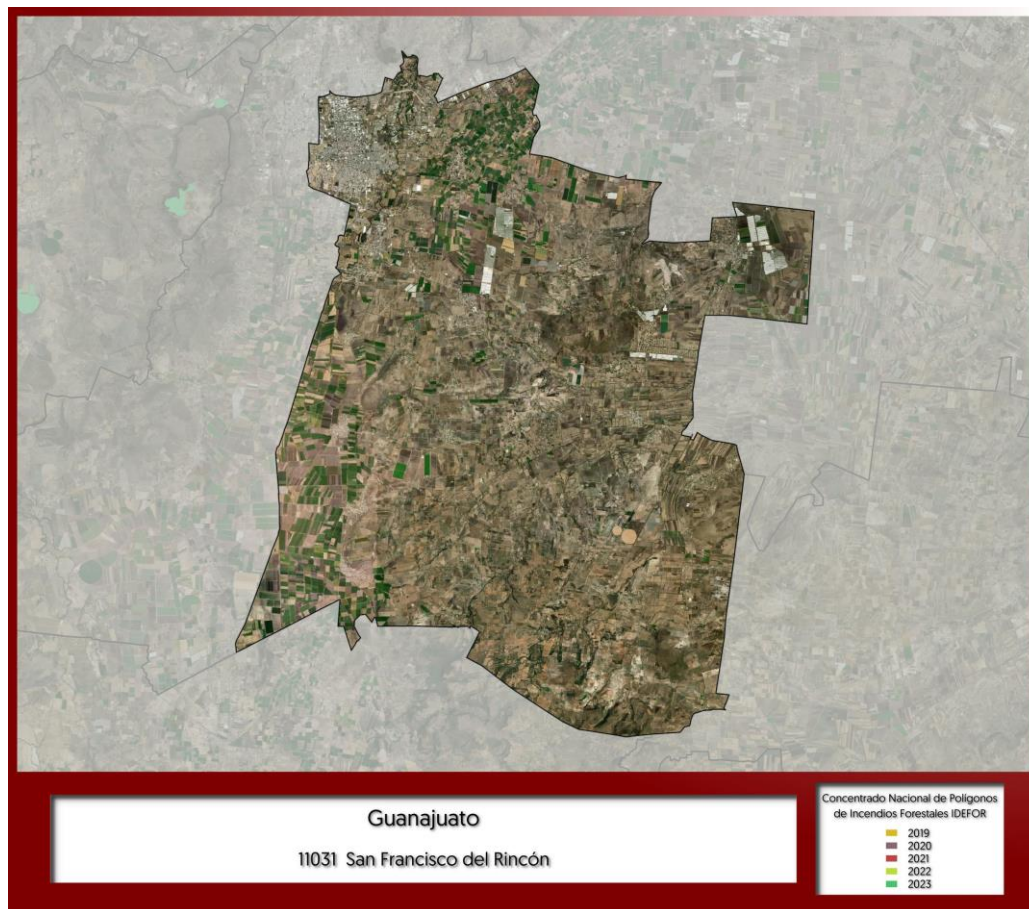 Guanajuato
11031 San Francisco del Rincón
Concentrado Nacional de Polígonos
de Incendios Forestales IDEFOR
2019
2020
2021
2022
2023